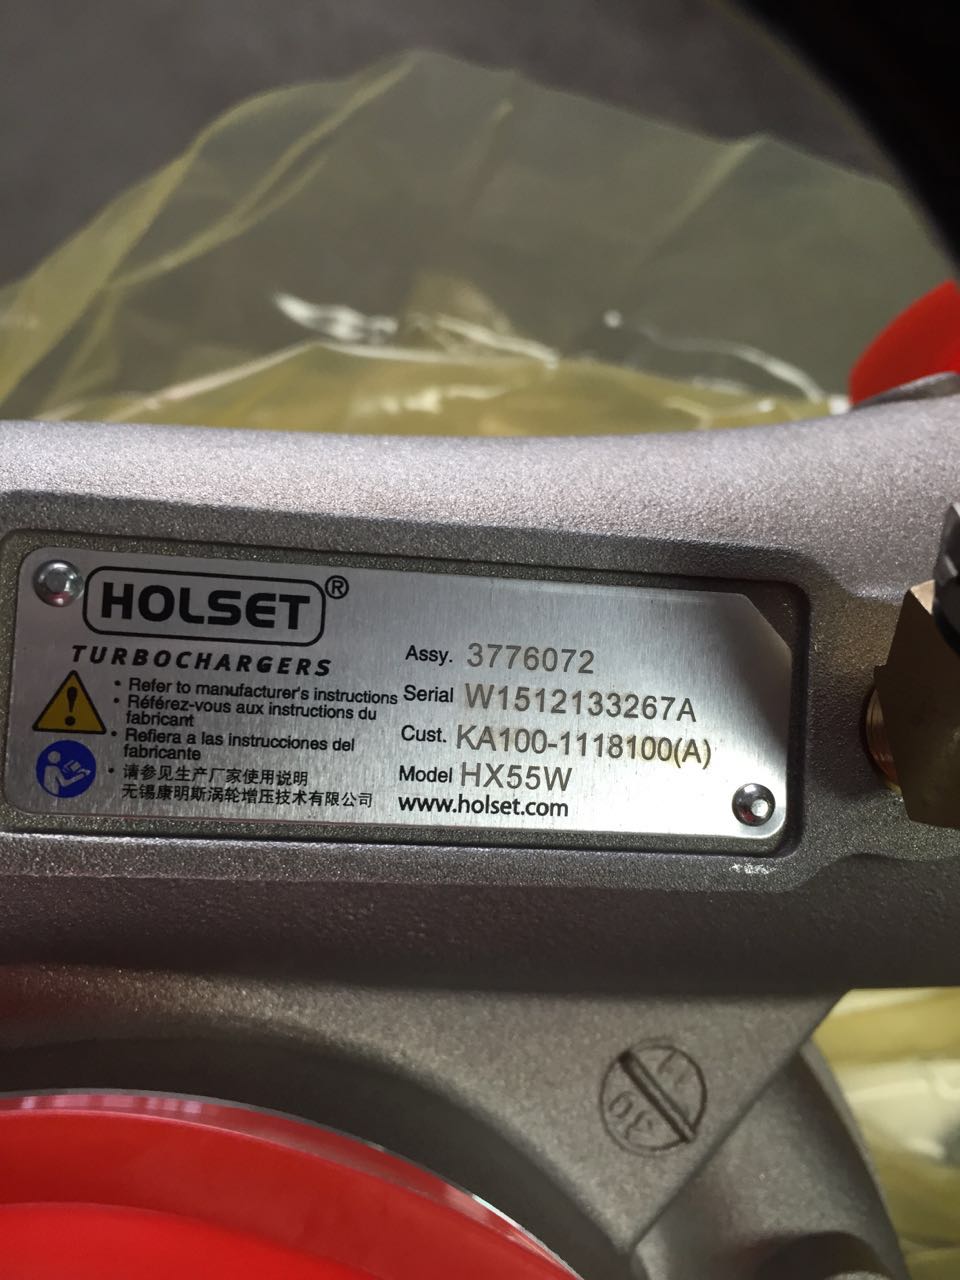 HOLSET®
TURBOCHARGERS
• Refer to manufacturer's instructions
• Référez-vous aux instructions du
fabricant
• Refiera a las instrucciones del
fabricante
• 请参见生产厂家使用说明
无锡康明斯涡轮增压技术有限公司
Assy. 3776072
Serial W1512133267A
Cust. KA100-1118100(A)
Model HX55W
www.holset.com